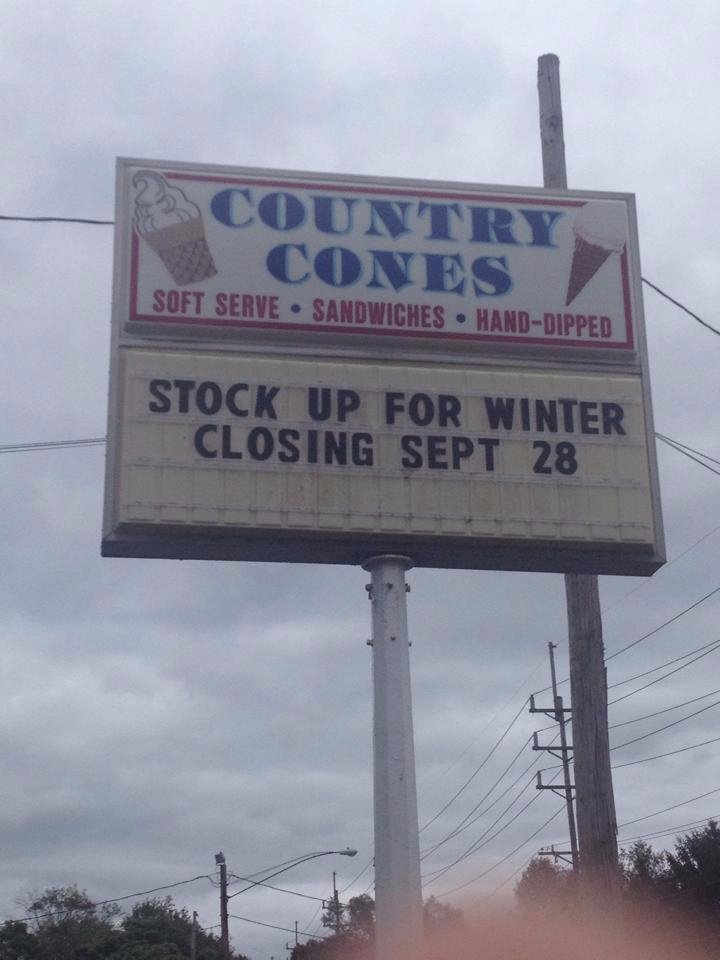 COUNTRY
CONES
SOFT SERVE • SANDWICHES • HAND-DIPPED
STOCK UP FOR WINTER
CLOSING SEPT 28